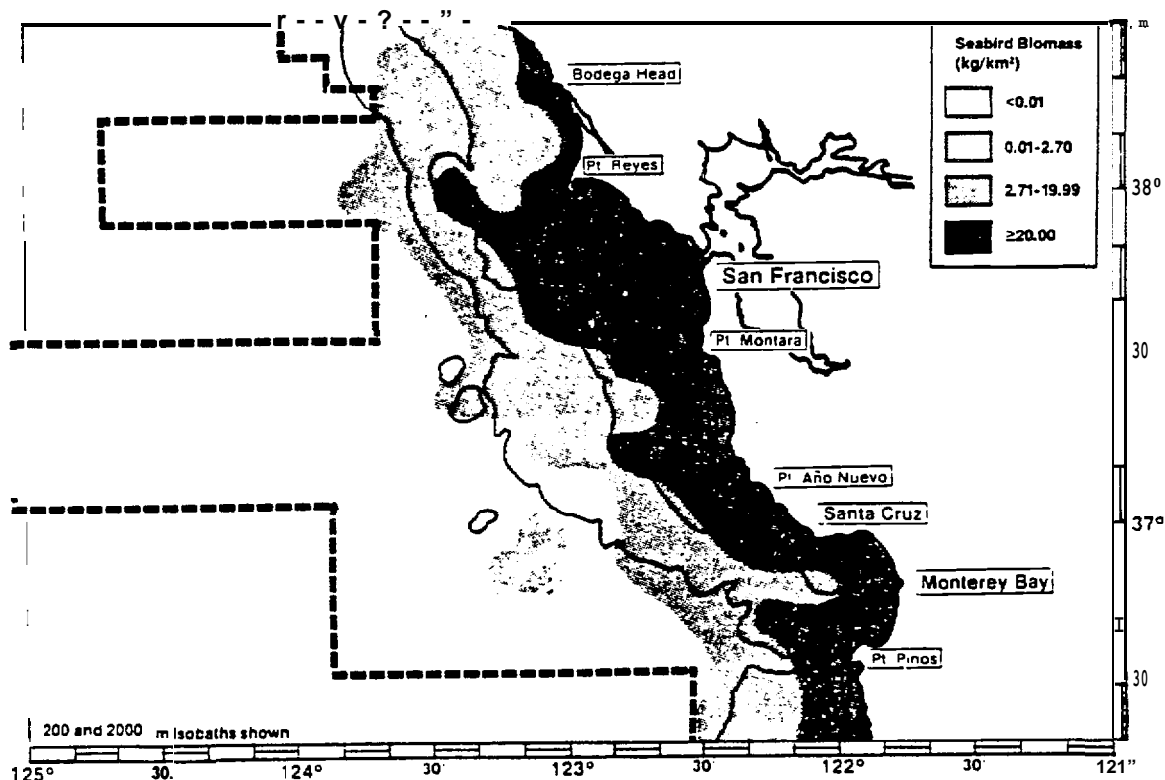 r - - v - ? - - ” -
. m
Seabird Biomass
(kg/km²)
<0.01
0.01-2.70
2.71-19.99
≥20.00
Bodega Head
Pt. Reyes
38°
San Francisco
Pt Montara
30
Pt Año Nuevo
Santa Cruz
37°
Monterey Bay
Pt Pinos
30
200 and 2000 m Isobaths shown
125° 30. 124° 30 123° 30 122° 30 121"